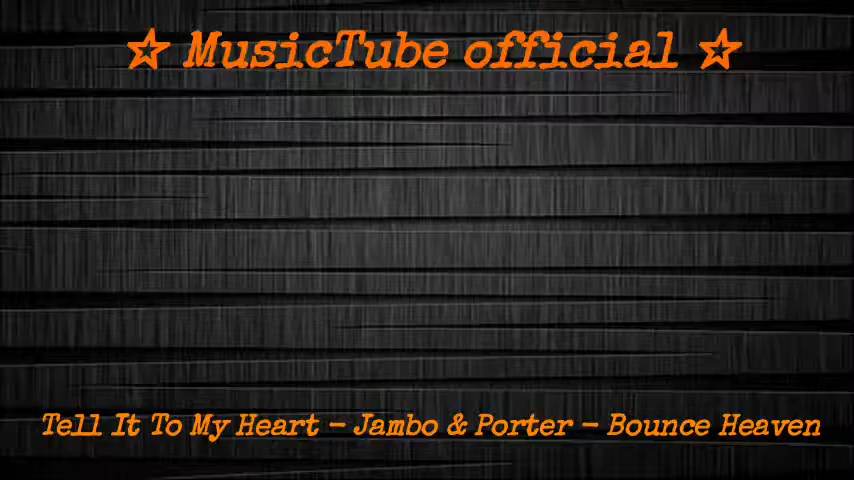 ☆ MusicTube official ☆
Tell It To My Heart - Jambo & Porter - Bounce Heaven